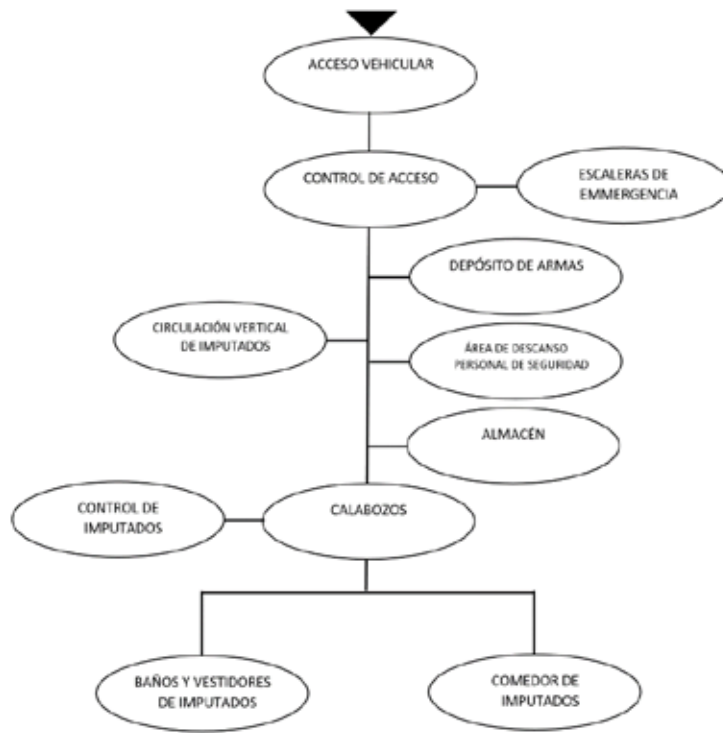 ACCESO VEHICULAR
CONTROL DE ACCESO
ESCALERAS DE
EMMERGENCIA
DEPÓSITO DE ARMAS
CIRCULACIÓN VERTICAL
DE IMPUTADOS
ÁREA DE DESCANSO
PERSONAL DE SEGURIDAD
ALMACÉN
CONTROL DE
IMPUTADOS
CALABOZOS
BAÑOS Y VESTIDORES
DE IMPUTADOS
COMEDOR DE
IMPUTADOS